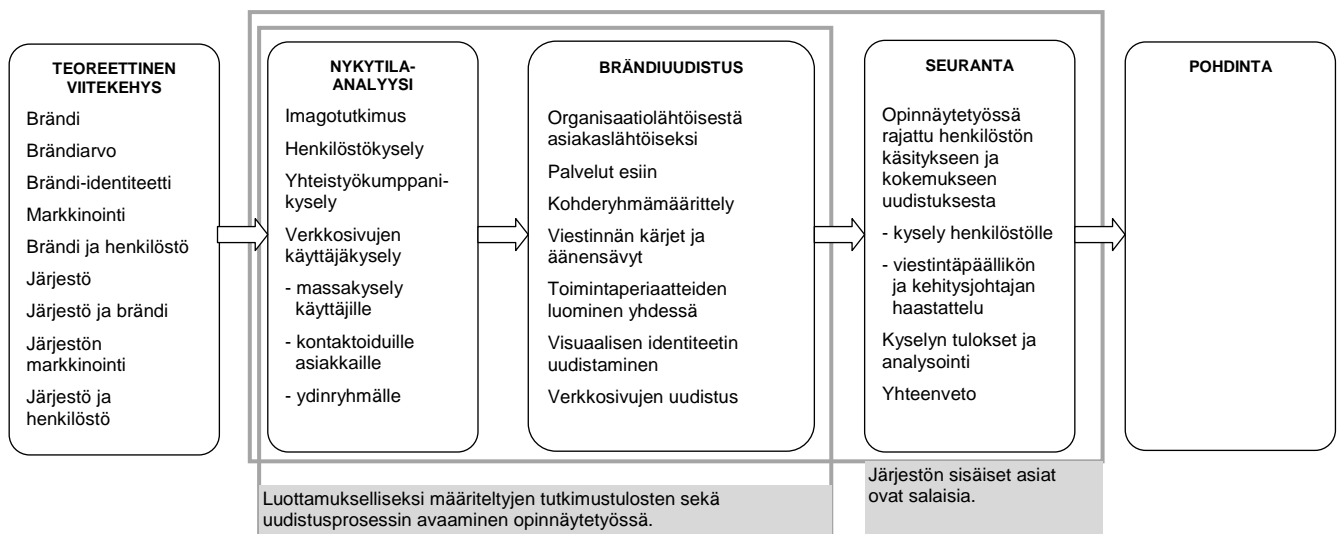 TEOREETTINEN
VIITEKEHYS
Brändi
Brändiarvo
Brändi-identiteetti
Markkinointi
Brändi ja henkilöstö
Järjestö
Järjestö ja brändi
Järjestön
markkinointi
Järjestö ja
henkilöstö
NYKYTILA-
ANALYYSI
Imagotutkimus
Henkilöstökysely
Yhteistyökumppani-
kysely
Verkkosivujen
käyttäjäkysely
- massakysely
käyttäjille
- kontaktoiduille
asiakkaille
- ydinryhmälle
BRÄNDIUUDISTUS
Organisaatiolähtöisestä
asiakaslähtöiseksi
Palvelut esiin
Kohderyhmämäärittely
Viestinnän kärjet ja
äänensävyt
Toimintaperiaatteiden
luominen yhdessä
Visuaalisen identiteetin
uudistaminen
Verkkosivujen uudistus
SEURANTA
Opinnäytetyössä
rajattu henkilöstön
käsitykseen ja
kokemukseen
uudistuksesta
- kysely henkilöstölle
- viestintäpäällikön
ja kehitysjohtajan
haastattelu
Kyselyn tulokset ja
analysointi
Yhteenveto
POHDINTA
Luottamukselliseksi määriteltyjen tutkimustulosten sekä
uudistusprosessin avaaminen opinnäytetyössä.
Järjestön sisäiset asiat
ovat salaisia.